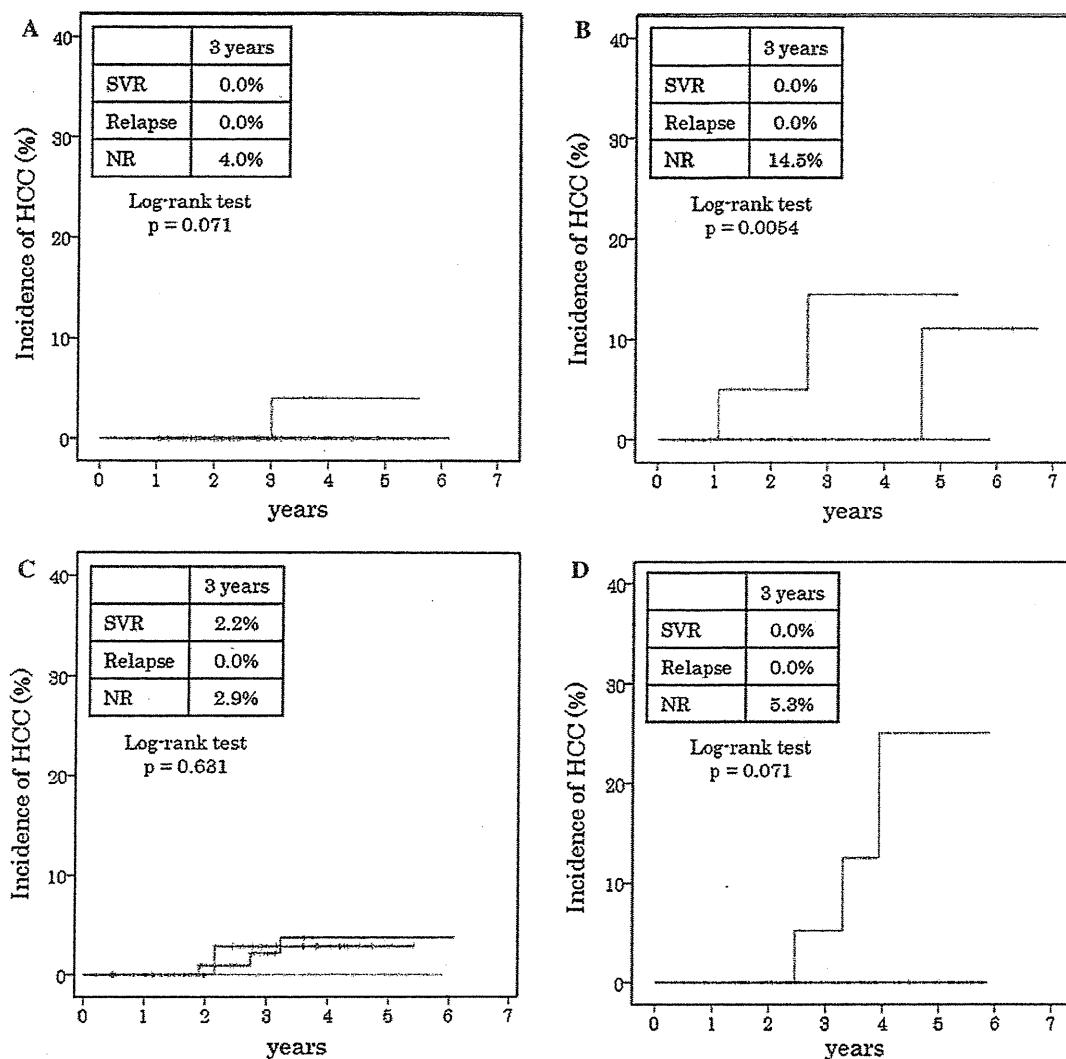 A
40
30
20
10
0
Incidence of HCC (%)
3 years
SVR 0.0%
Relapse 0.0%
NR 4.0%
Log-rank test
p = 0.071
0 1 2 3 4 5 6 7
years
B
40
30
20
10
0
Incidence of HCC (%)
3 years
SVR 0.0%
Relapse 0.0%
NR 14.5%
Log-rank test
p = 0.0054
0 1 2 3 4 5 6 7
years
C
40
30
20
10
0
Incidence of HCC (%)
3 years
SVR 2.2%
Relapse 0.0%
NR 2.9%
Log-rank test
p = 0.631
0 1 2 3 4 5 6 7
years
D
40
30
20
10
0
Incidence of HCC (%)
3 years
SVR 0.0%
Relapse 0.0%
NR 5.3%
Log-rank test
p = 0.071
0 1 2 3 4 5 6 7
years